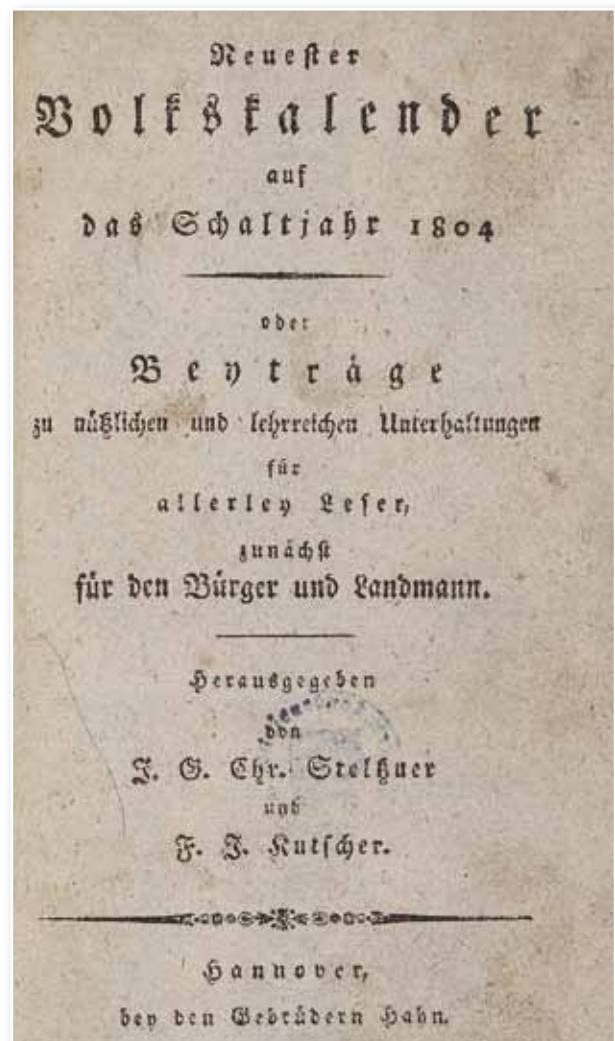 Neuester
Volkskalender
auf
das Schaltjahr 1804
oder
Beyträge
zu nützlichen und lehrreichen Unterhaltungen
für
allerley Leser,
zunächst
für den Bürger und Landmann.
Herausgegeben
von
J. G. Chr. Steltzner
und
F. J. Kutscher.
Hannover,
bey den Gebrüdern Hahn.